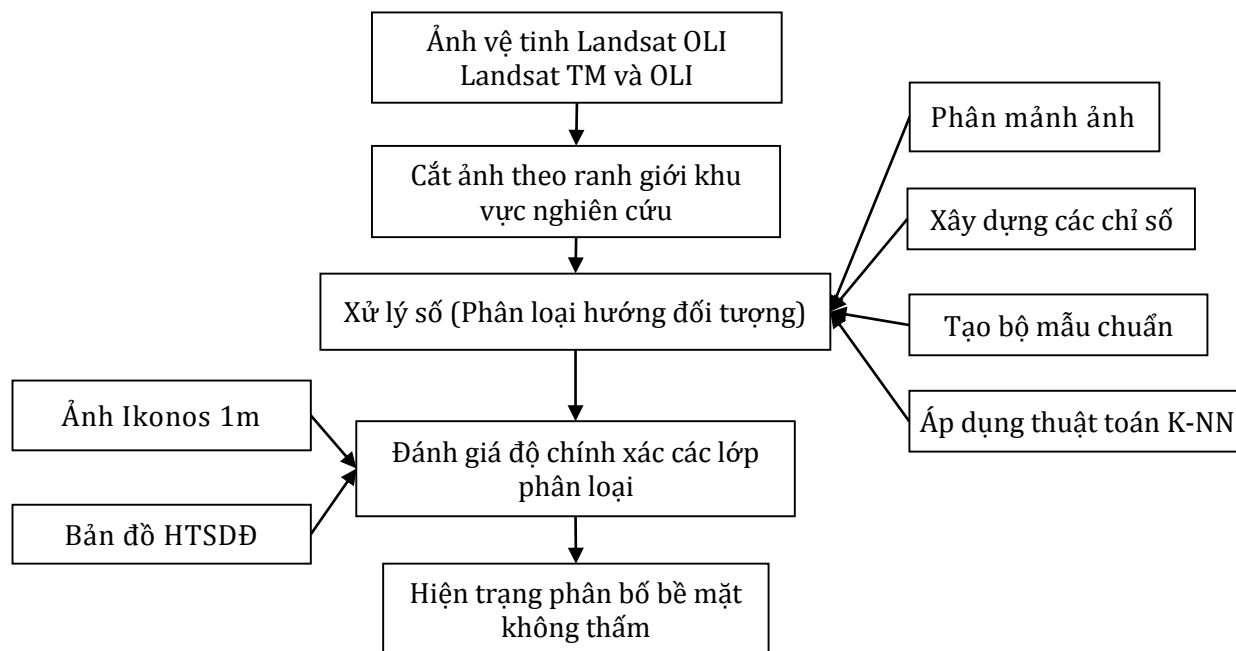 Ảnh vệ tinh Landsat OLI
Landsat TM và OLI
Phân mảnh ảnh
Cắt ảnh theo ranh giới khu
vực nghiên cứu
Xây dựng các chỉ số
Xử lý số (Phân loại hướng đối tượng)
Tạo bộ mẫu chuẩn
Ảnh Ikonos 1m
Áp dụng thuật toán K-NN
Đánh giá độ chính xác các lớp
phân loại
Bản đồ HTSDĐ
Hiện trạng phân bố bề mặt
không thấm